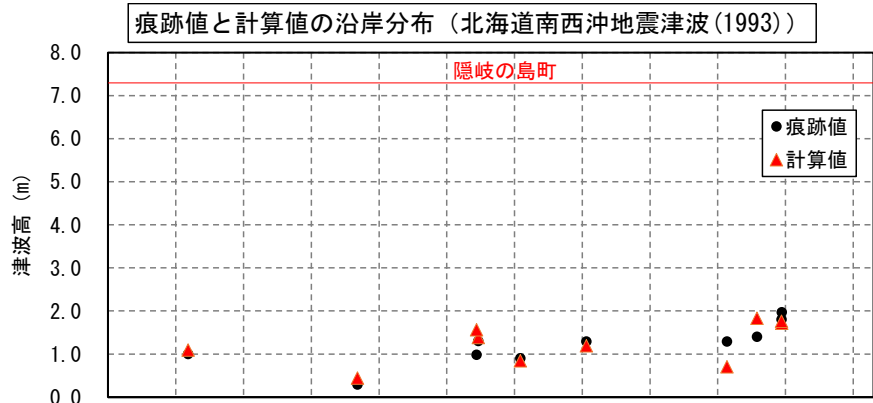 痕跡値と計算値の沿岸分布（北海道南西沖地震津波(1993)）
8.0
隠岐の島町
7.0
痕跡値
6.0
計算値
5.0
津波高 (m)
4.0
3.0
2.0
1.0
0.0